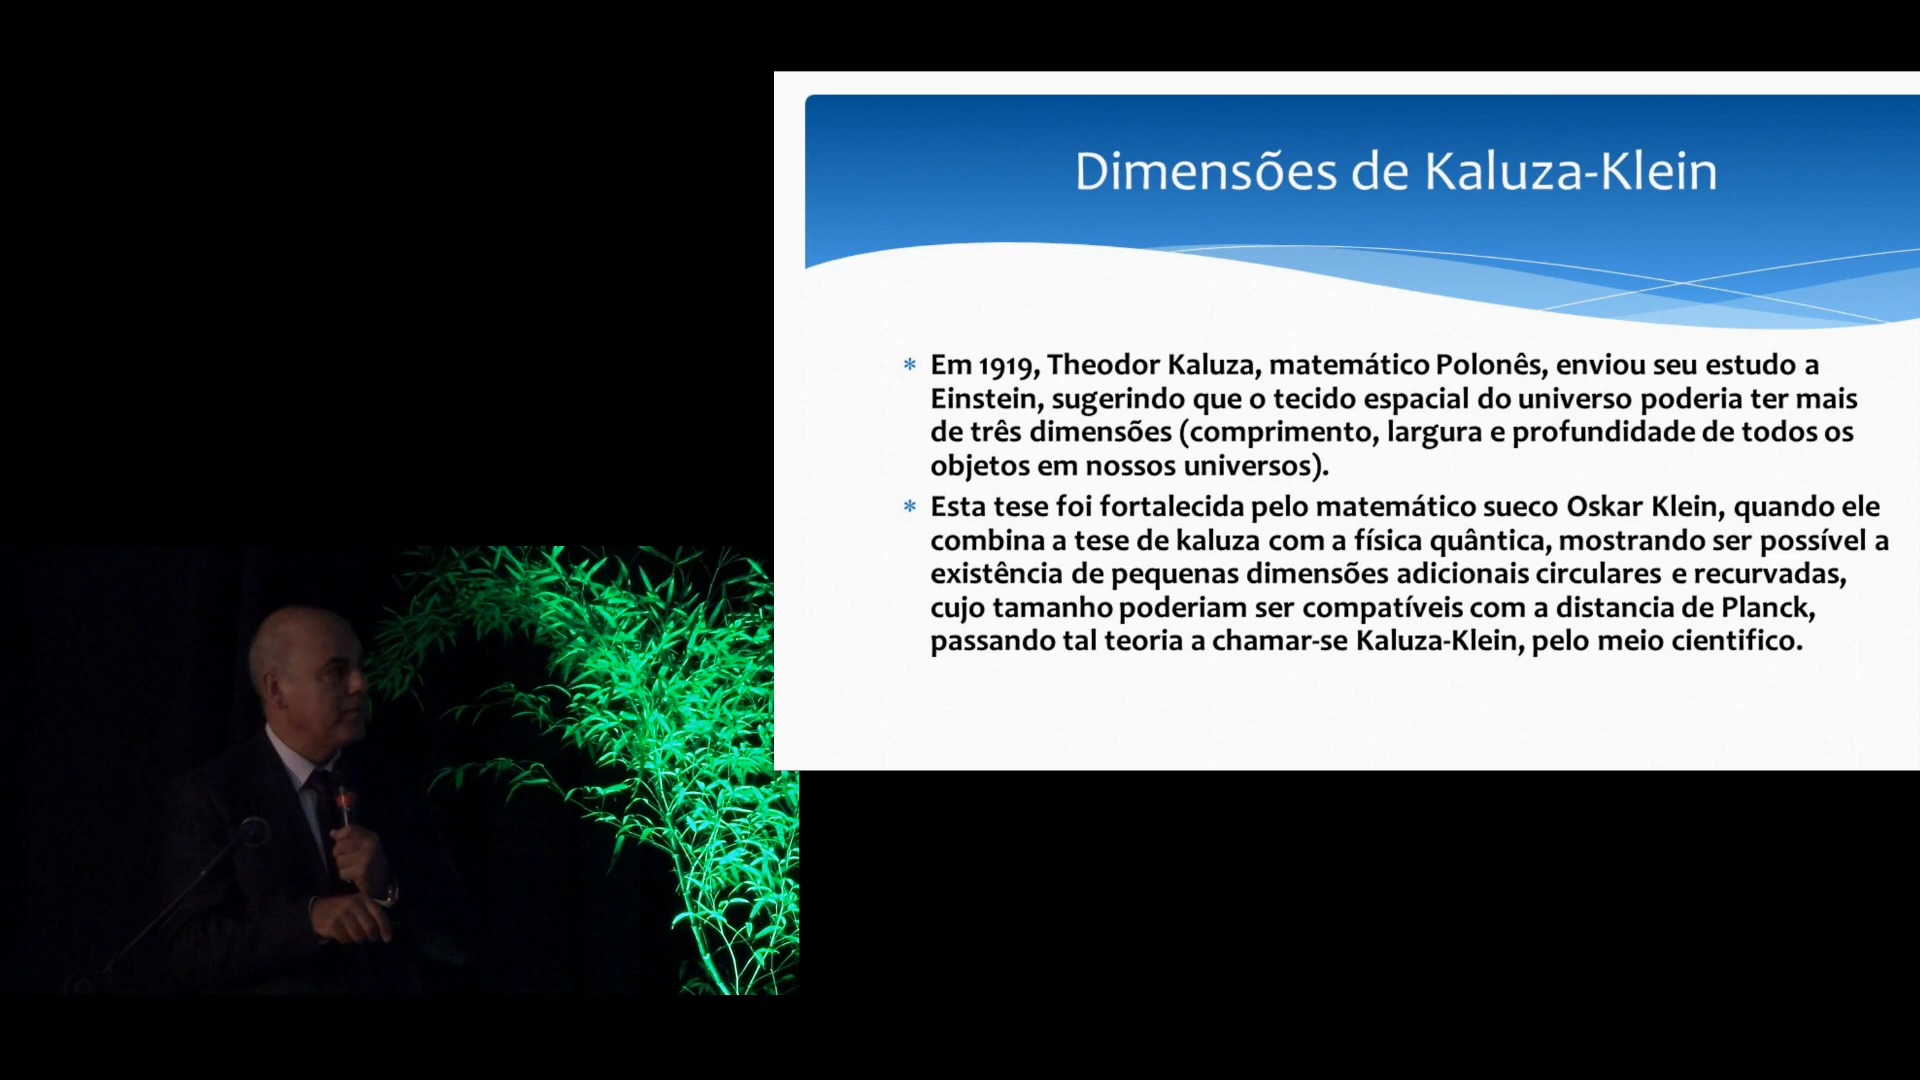 Dimensões de Kaluza-Klein
* Em 1919, Theodor Kaluza, matemático Polonês, enviou seu estudo a
Einstein, sugerindo que o tecido espacial do universo poderia ter mais
de três dimensões (comprimento, largura e profundidade de todos os
objetos em nossos universos).
* Esta tese foi fortalecida pelo matemático sueco Oskar Klein, quando ele
combina a tese de kaluza com a física quântica, mostrando ser possível a
existência de pequenas dimensões adicionais circulares e recurvadas,
cujo tamanho poderiam ser compatíveis com a distancia de Planck,
passando tal teoria a chamar-se Kaluza-Klein, pelo meio cientifico.